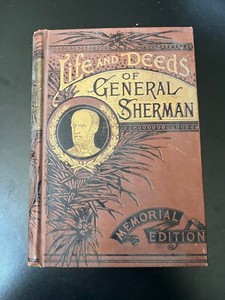 Life and Deeds
of
General
Sherman
Memorial
Edition